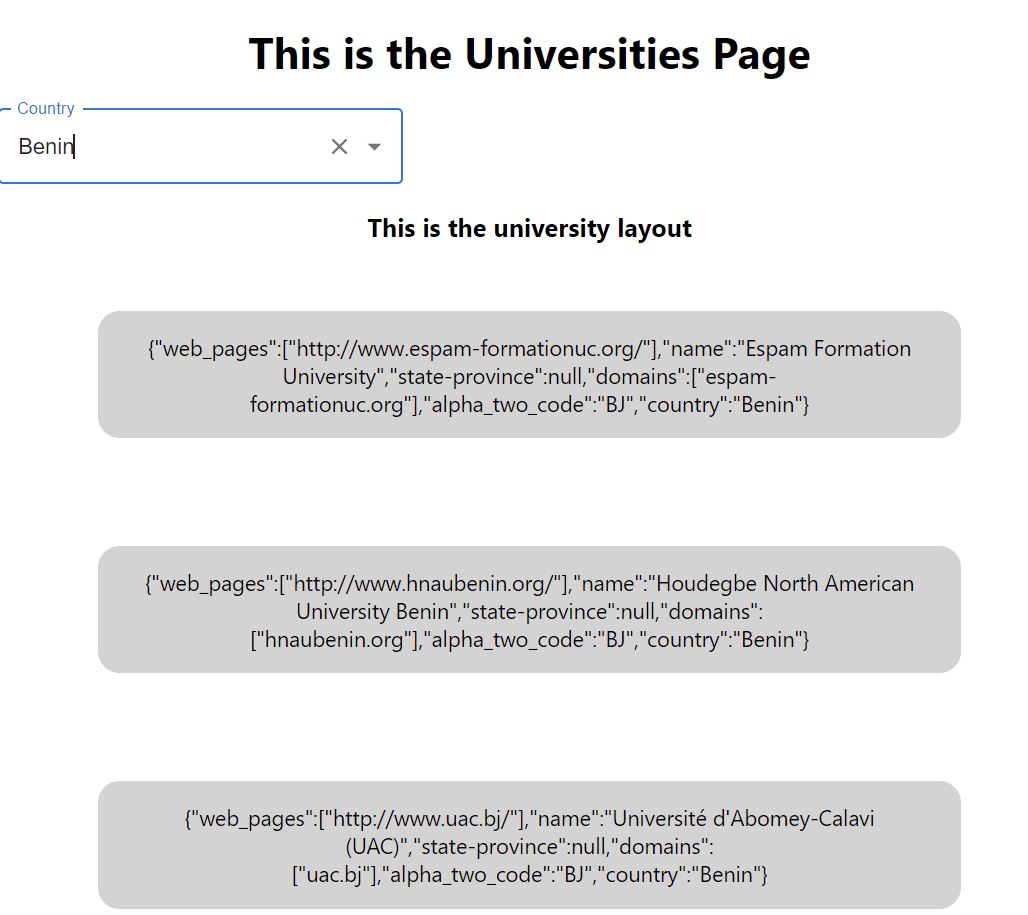 This is the Universities Page
Country
Benin
This is the university layout
{"web_pages":["http://www.espam-formationuc.org/"],"name":"Espam Formation
University","state-province":null,"domains":["espam-
formationuc.org"],"alpha_two_code":"BJ","country":"Benin"}
{"web_pages":["http://www.hnaubenin.org/"],"name":"Houdegbe North American
University Benin","state-province":null,"domains":
["hnaubenin.org"],"alpha_two_code":"BJ","country":"Benin"}
{"web_pages":["http://www.uac.bj/"],"name":"Université d'Abomey-Calavi
(UAC)","state-province":null,"domains":
["uac.bj"],"alpha_two_code":"BJ","country":"Benin"}